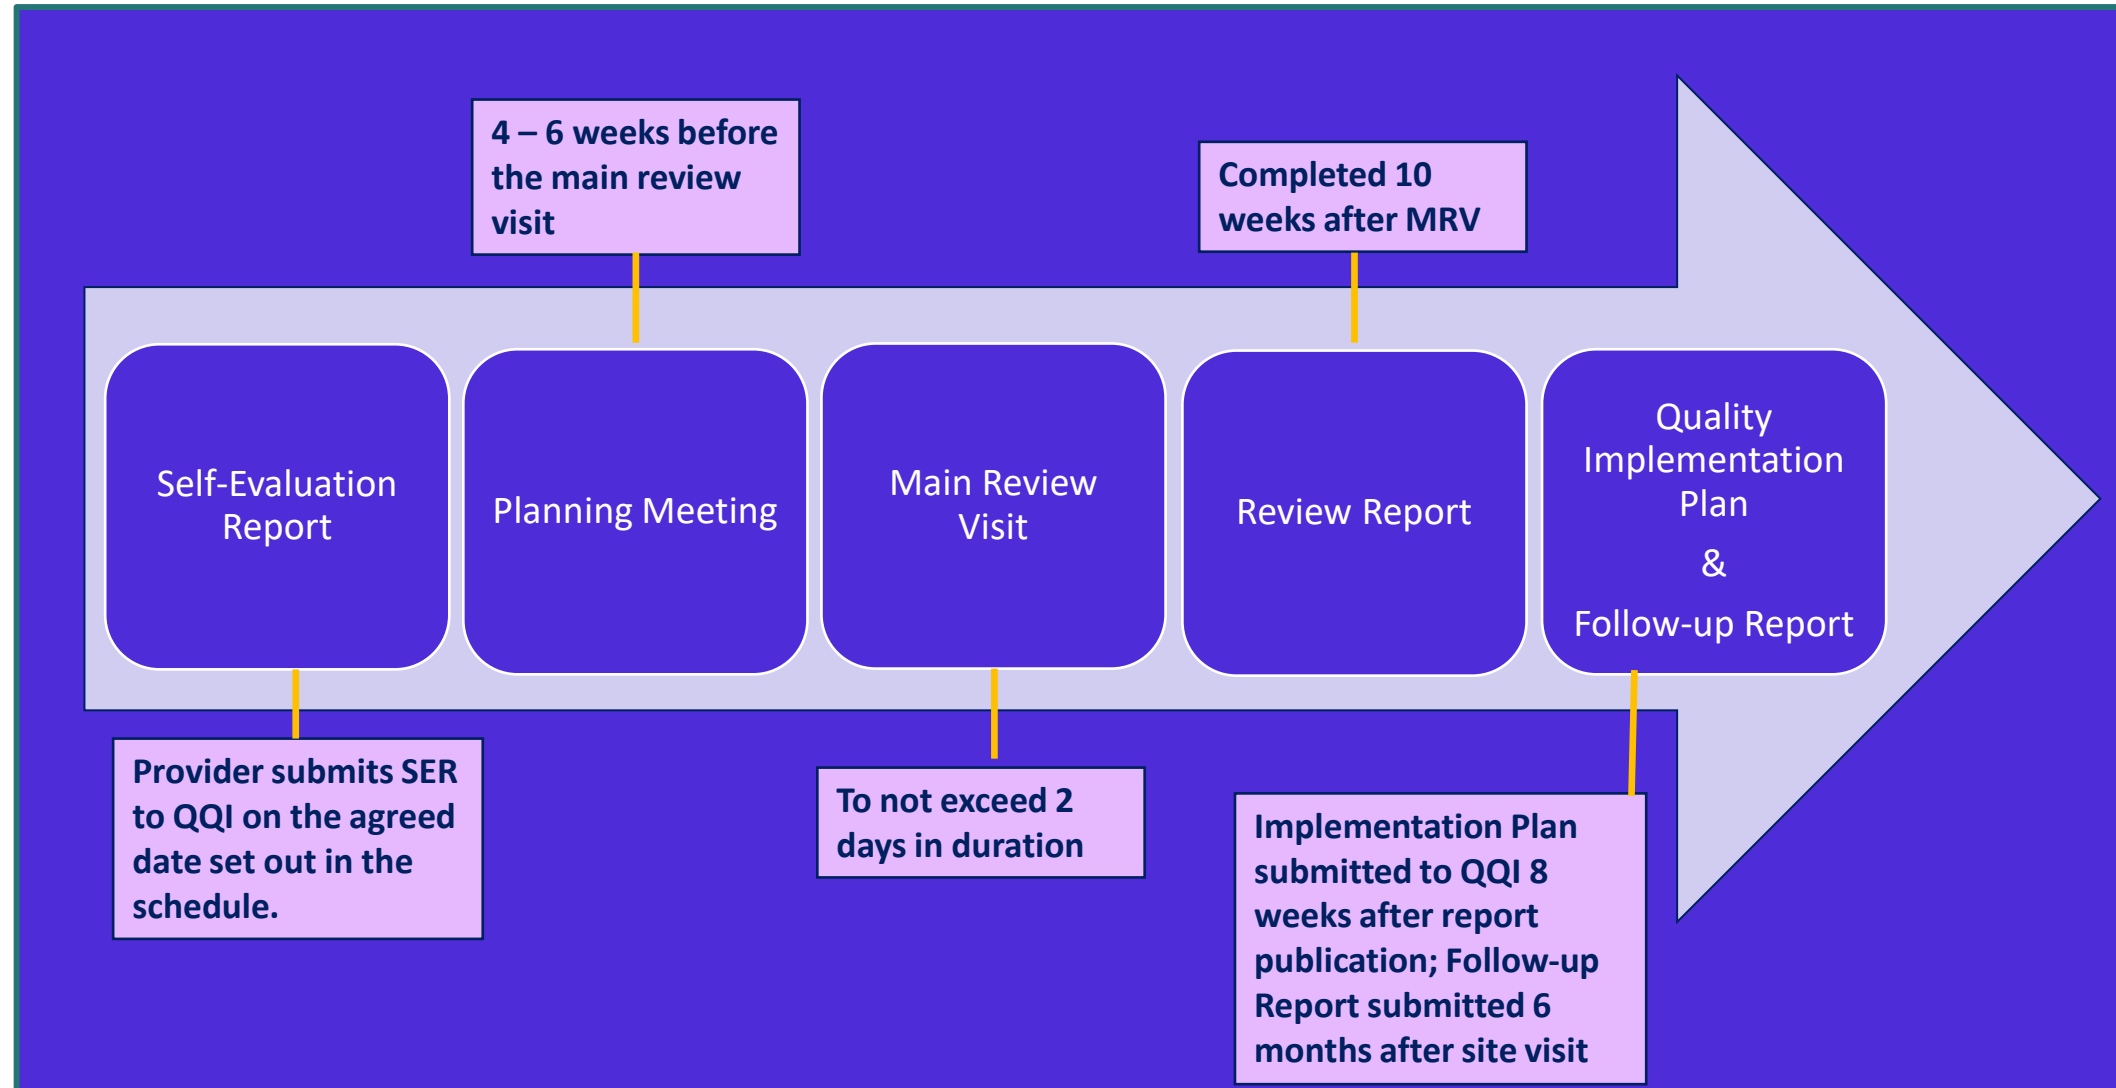 4 – 6 weeks before
the main review
visit
Completed 10
weeks after MRV
Self-Evaluation
Report
Planning Meeting
Main Review
Visit
Review Report
Quality
Implementation
Plan
&
Follow-up Report
Provider submits SER
to QQI on the agreed
date set out in the
schedule.
To not exceed 2
days in duration
Implementation Plan
submitted to QQI 8
weeks after report
publication; Follow-up
Report submitted 6
months after site visit